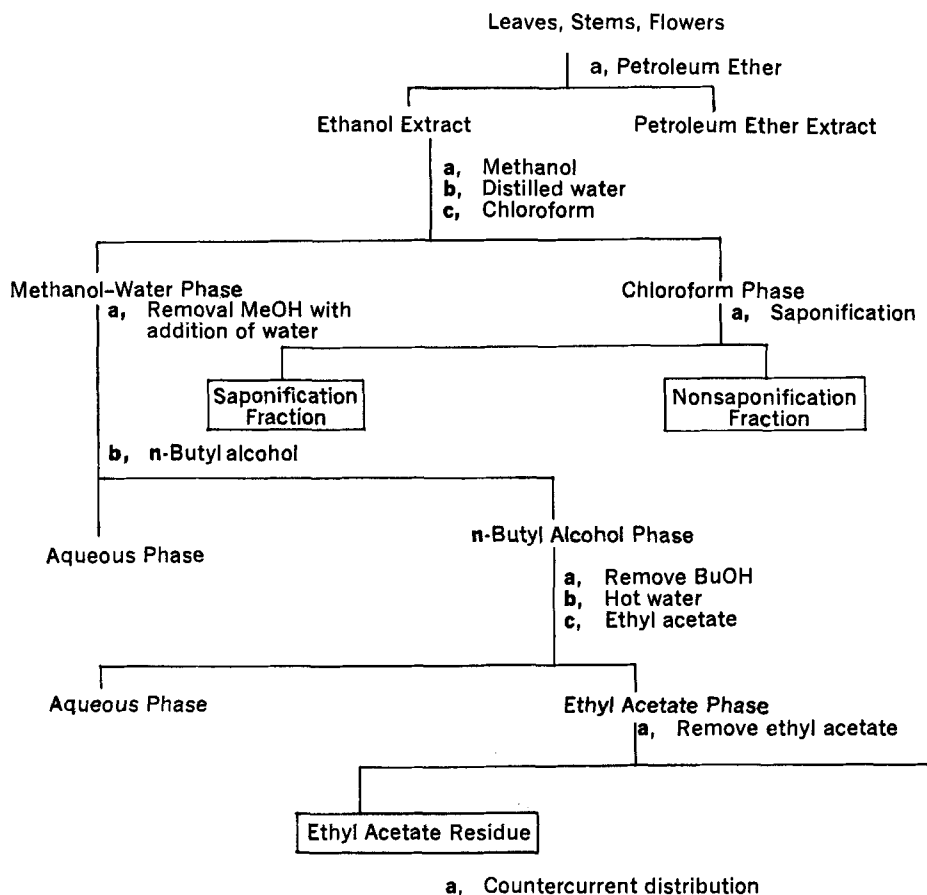 Leaves, Stems, Flowers
a, Petroleum Ether
Ethanol Extract
Petroleum Ether Extract
a, Methanol
b, Distilled water
c, Chloroform
Methanol-Water Phase
a, Removal MeOH with
addition of water
Chloroform Phase
a, Saponification
Saponification
Fraction
Nonsaponification
Fraction
b, n-Butyl alcohol
Aqueous Phase
n-Butyl Alcohol Phase
a, Remove BuOH
b, Hot water
c, Ethyl acetate
Aqueous Phase
Ethyl Acetate Phase
a, Remove ethyl acetate
Ethyl Acetate Residue
a, Countercurrent distribution